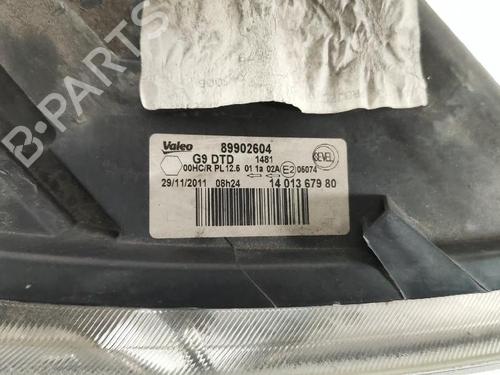 B-PARTS
Valeo 89902604
G9 DTD 1481 SEVEL
00HC/R PL 12.5 01 1a 02A E2 05074
29/11/2011 08h24 14 013 679 80